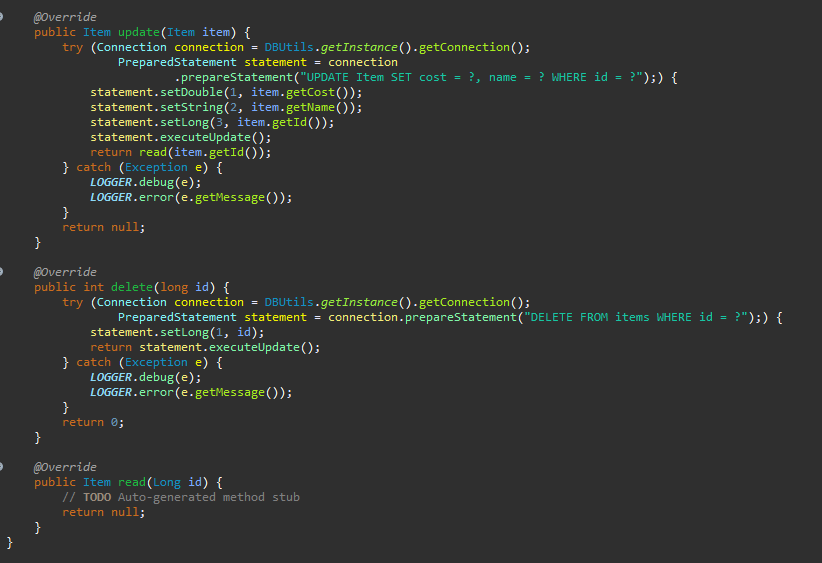 @Override
public Item update(Item item) {
try (Connection connection = DBUtils.getInstance().getConnection();
PreparedStatement statement = connection
.prepareStatement("UPDATE Item SET cost = ?, name = ? WHERE id = ?");) {
statement.setDouble(1, item.getCost());
statement.setString(2, item.getName());
statement.setLong(3, item.getId());
statement.executeUpdate();
return read(item.getId());
} catch (Exception e) {
LOGGER.debug(e);
LOGGER.error(e.getMessage());
}
return null;
}
@Override
public int delete(long id) {
try (Connection connection = DBUtils.getInstance().getConnection();
PreparedStatement statement = connection.prepareStatement("DELETE FROM items WHERE id = ?");) {
statement.setLong(1, id);
return statement.executeUpdate();
} catch (Exception e) {
LOGGER.debug(e);
LOGGER.error(e.getMessage());
}
return 0;
}
@Override
public Item read(Long id) {
// TODO Auto-generated method stub
return null;
}
}